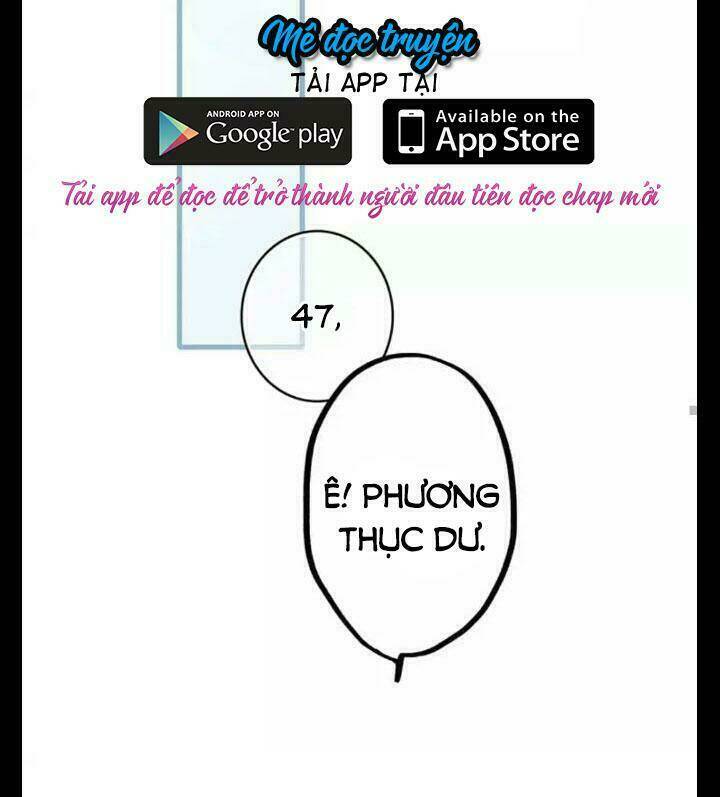 Mê đọc truyện
TẢI APP TẠI
ANDROID APP ON
Google play
Available on the
App Store
Tải app để đọc để trở thành người đầu tiên đọc chap mới
47,
Ê! PHƯƠNG
THỤC DƯ.